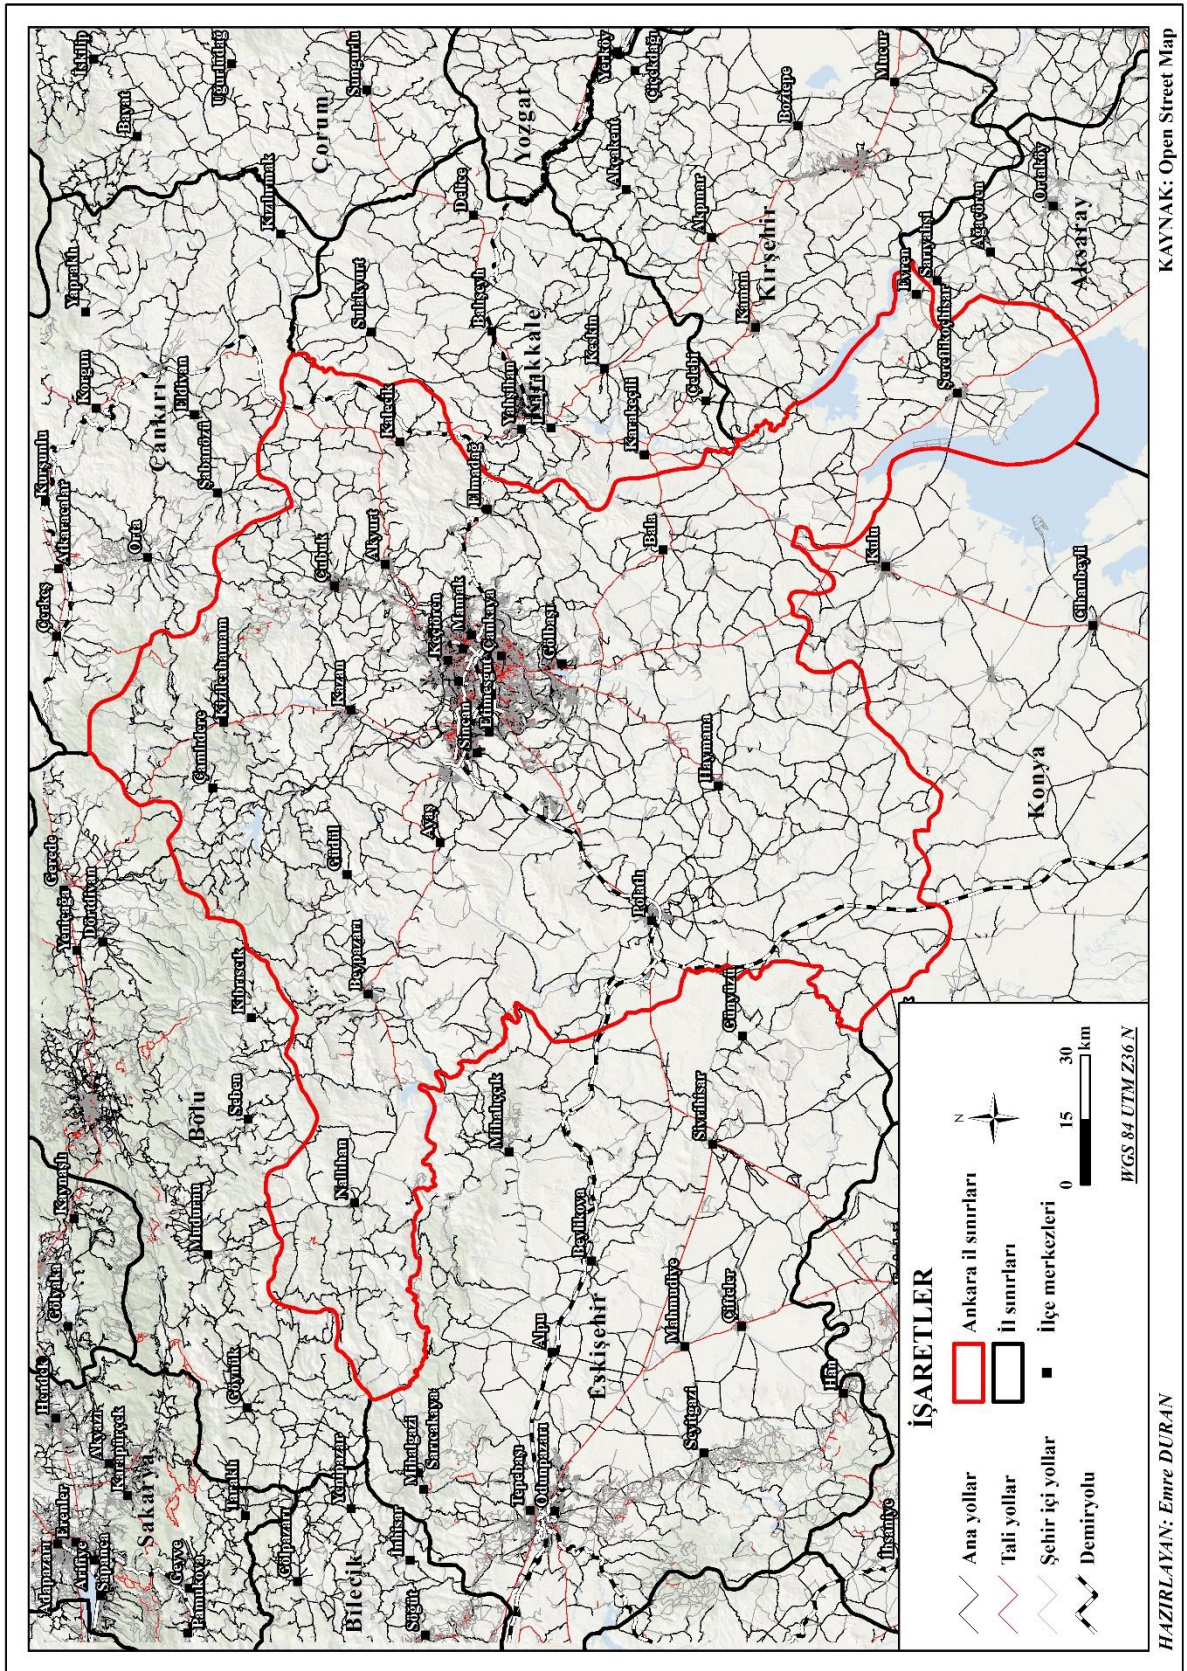 İskilip
Bayat
Uğurludağ
Sungurlu
Çorum
Kızılırmak
Yapraklı
Korgun
Çankırı
Eldivan
Şabanözü
Kurşunlu
Atkaracalar
Orta
Çerkeş
Kızılcahamam
Çamlıdere
Gerede
Yeniçağa
Dörtdivan
Kıbrıscık
Bolu
Seben
Mudurnu
Kaynaşlı
Gölyaka
Hendek
Göynük
Akyazı
Karapürçek
Erenler
Adapazarı
Arifiye
Sapanca
Sakarya
Geyve
Pamukova
Taraklı
Gölpazarı
Yenipazar
Bilecik
İnhisar
Söğüt
Mihalgazi
Sarıcakaya
Yerköy
Çiçekdağı
Yozgat
Akçakent
Delice
Sulakyurt
Balışeyh
Yahşihan
Kırıkkale
Keskin
Karakeçili
Çelebi
Kalecik
Elmadağ
Akyurt
Çubuk
Keçiören
Mamak
Çankaya
Etimesgut
Sincan
Gölbaşı
Kazan
Ayaş
Güdül
Beypazarı
Nallıhan
Bala
Haymana
Polatlı
Mihalıççık
Beylikova
Alpu
Eskişehir
Tepebaşı
Odunpazarı
Mahmudiye
Çifteler
Seyitgazi
Sivrihisar
Günyüzü
Han
İhsaniye
Mucur
Boztepe
Akpınar
Kırşehir
Kaman
Evren
Sarıyahşi
Ağaçören
Ortaköy
Aksaray
Şereflikoçhisar
Kulu
Cihanbeyli
Konya
İŞARETLER
Ana yollar
Tali yollar
Şehir içi yollar
Demiryolu
Ankara il sınırları
İl sınırları
İlçe merkezleri
N
0 15 30
km
WGS 84 UTM Z36 N
HAZIRLAYAN: Emre DURAN
KAYNAK: Open Street Map